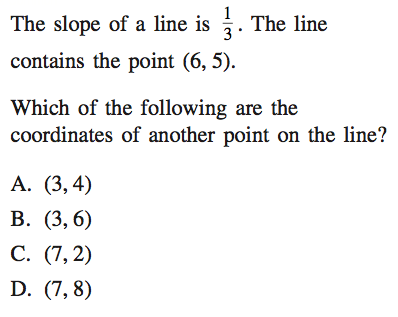 The slope of a line is 1/3. The line
contains the point (6, 5).
Which of the following are the
coordinates of another point on the line?
A. (3, 4)
B. (3, 6)
C. (7, 2)
D. (7, 8)